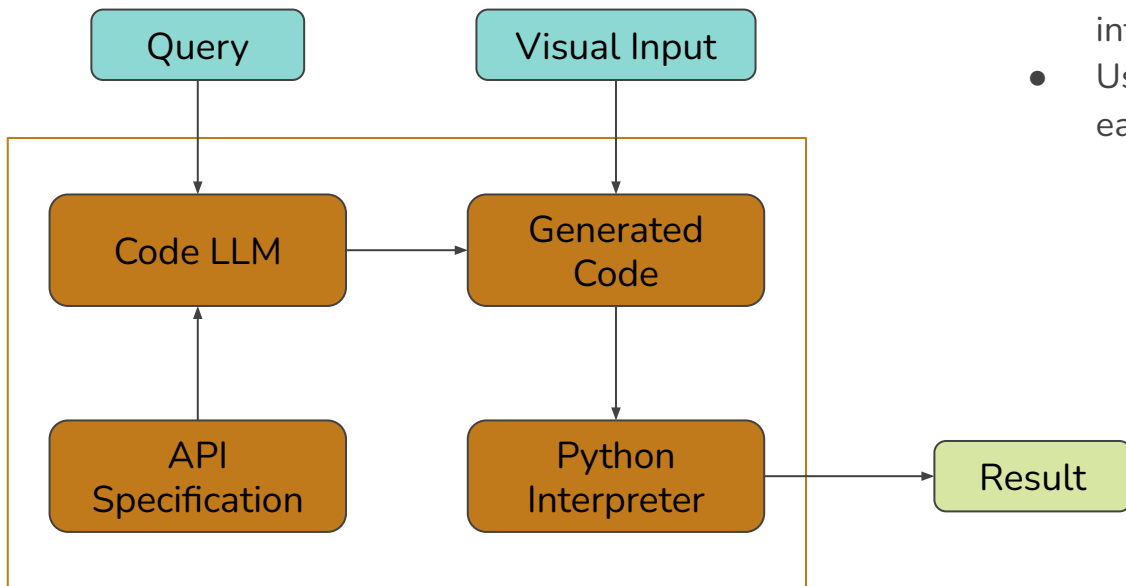 Query
Visual Input
Code LLM
Generated
Code
API
Specification
Python
Interpreter
Result
●